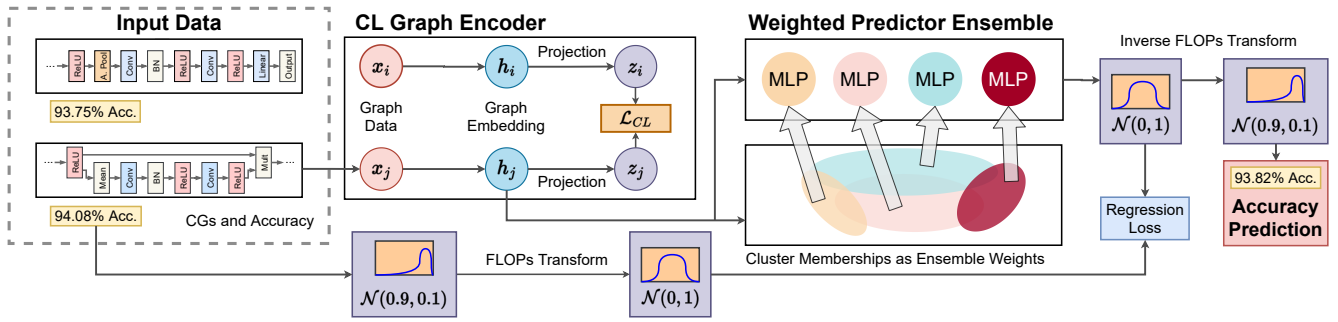 Input Data
ReLU
A. Pool
Conv
BN
ReLU
Conv
ReLU
Linear
Output
93.75% Acc.
ReLU
Mean
Conv
BN
ReLU
Conv
ReLU
Mult
94.08% Acc.
CGs and Accuracy
CL Graph Encoder
x_i
h_i
Projection
z_i
Graph
Data
Graph
Embedding
ℒ_CL
x_j
h_j
Projection
z_j
𝒩(0.9, 0.1)
FLOPs Transform
𝒩(0, 1)
Weighted Predictor Ensemble
MLP
MLP
MLP
MLP
Cluster Memberships as Ensemble Weights
Inverse FLOPs Transform
𝒩(0, 1)
𝒩(0.9, 0.1)
Regression
Loss
93.82% Acc.
Accuracy
Prediction